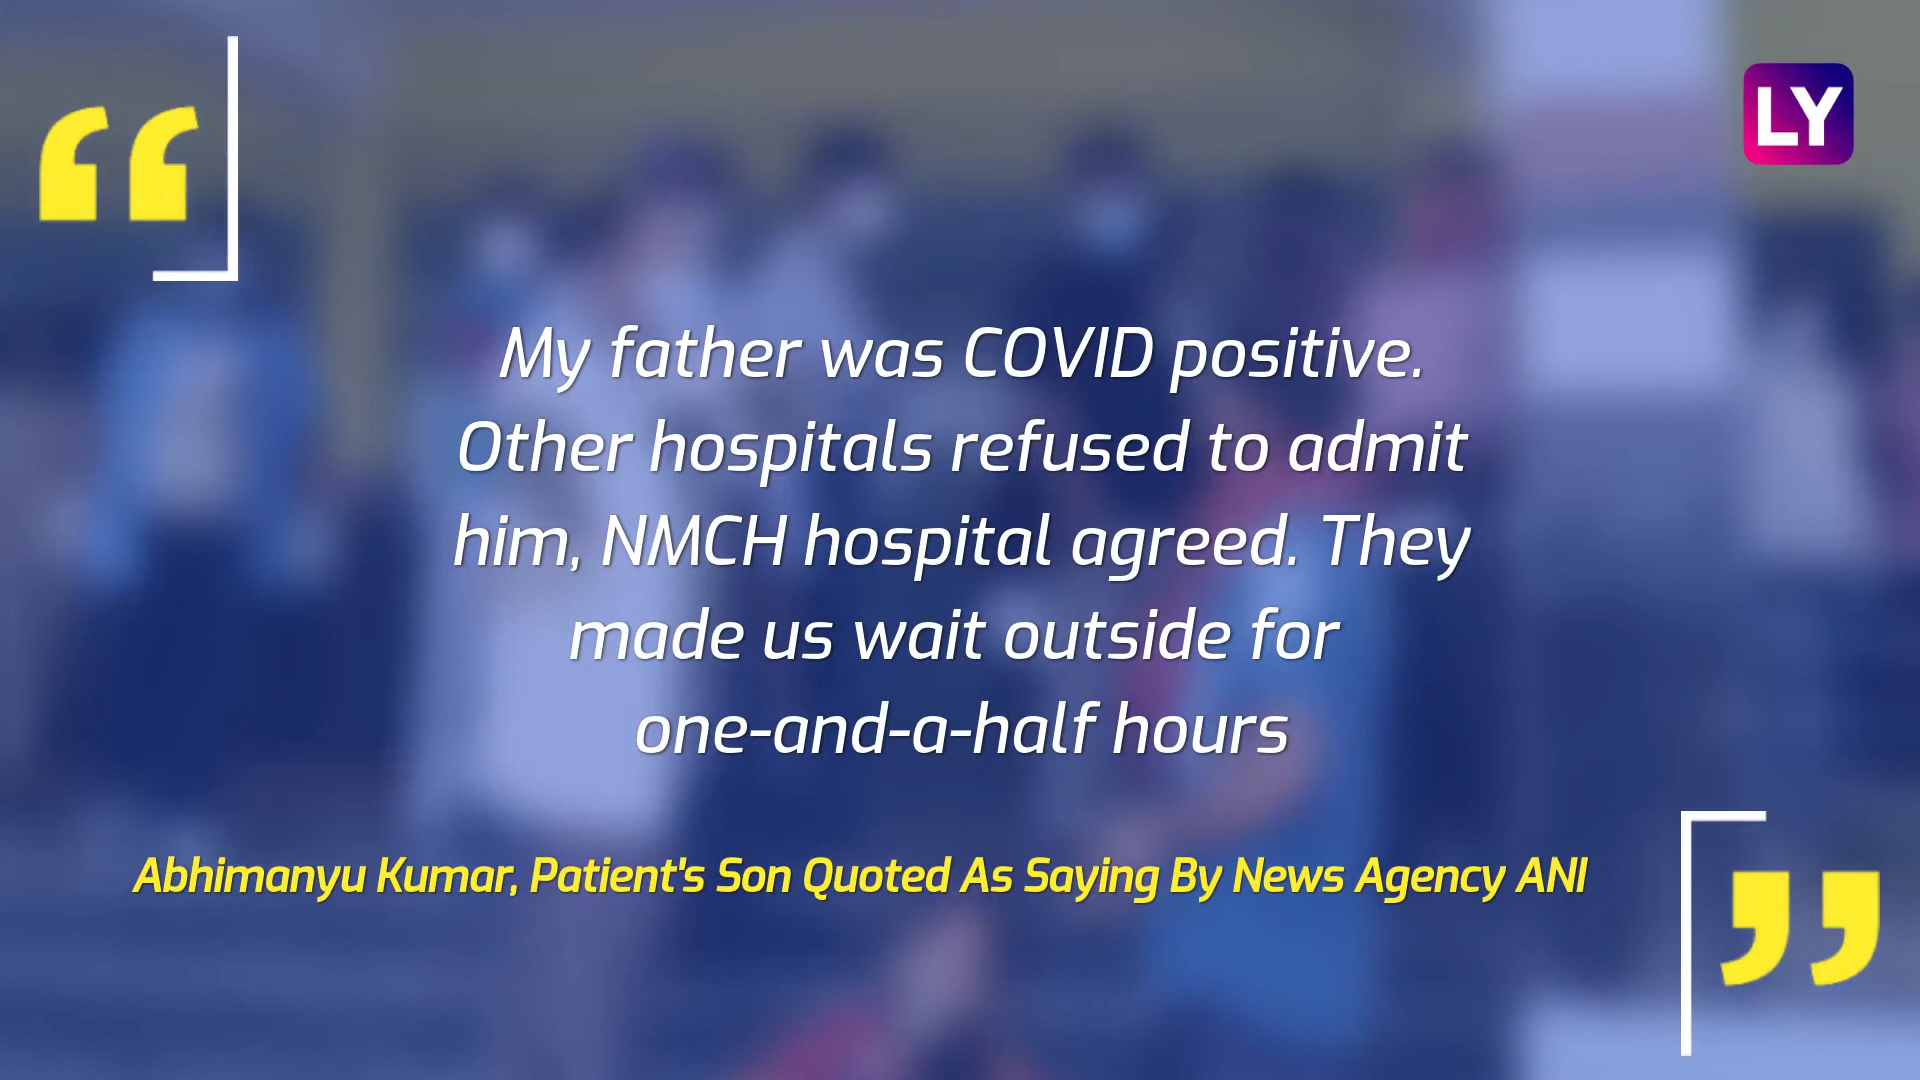 LY
My father was COVID positive.
Other hospitals refused to admit
him, NMCH hospital agreed. They
made us wait outside for
one-and-a-half hours
Abhimanyu Kumar, Patient's Son Quoted As Saying By News Agency ANI